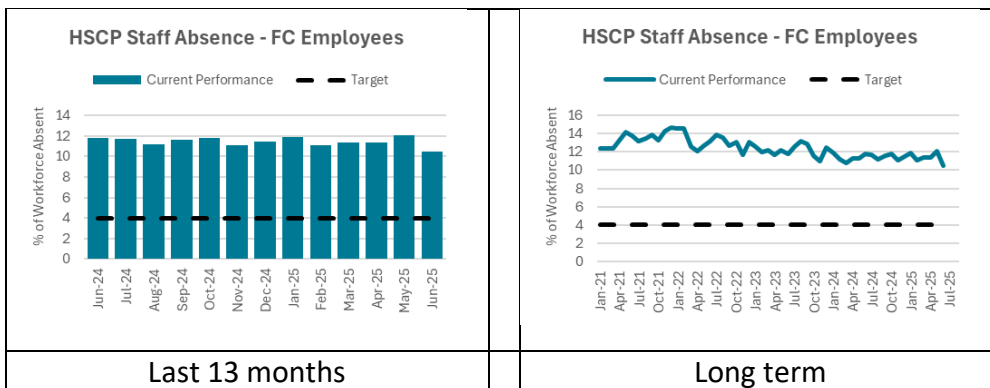 HSCP Staff Absence - FC Employees
Current Performance
Target
% of Workforce Absent
14
12
10
8
6
4
2
0
Jun-24
Jul-24
Aug-24
Sep-24
Oct-24
Nov-24
Dec-24
Jan-25
Feb-25
Mar-25
Apr-25
May-25
Jun-25
Last 13 months
HSCP Staff Absence - FC Employees
Current Performance
Target
% of Workforce Absent
16
14
12
10
8
6
4
2
0
Jan-21
Apr-21
Jul-21
Oct-21
Jan-22
Apr-22
Jul-22
Oct-22
Jan-23
Apr-23
Jul-23
Oct-23
Jan-24
Apr-24
Jul-24
Oct-24
Jan-25
Apr-25
Jul-25
Long term